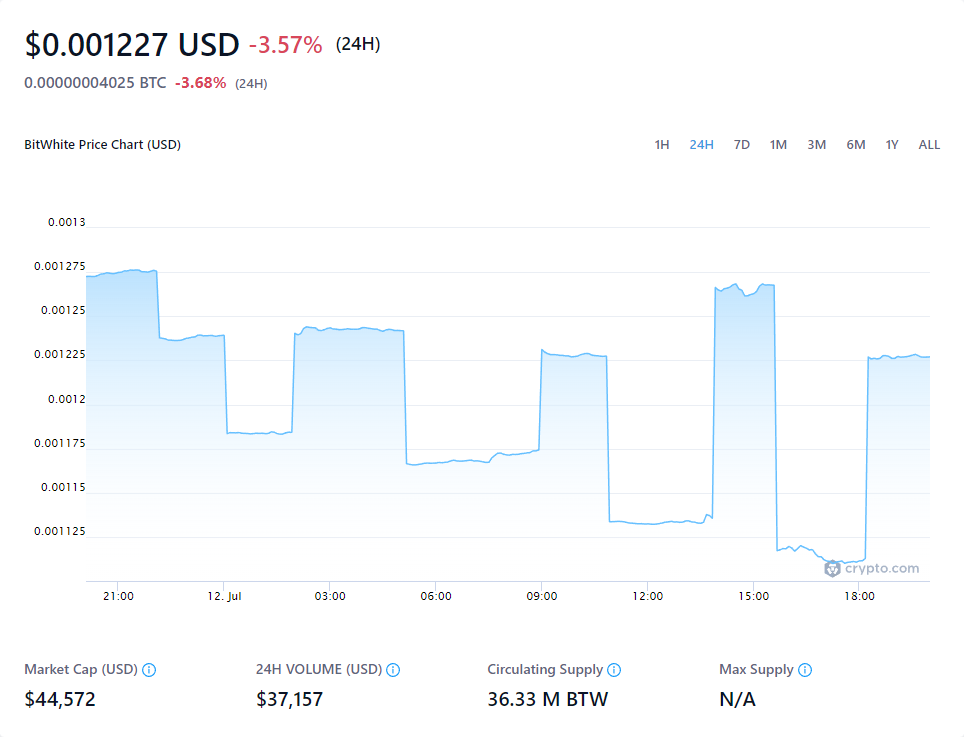 $0.001227 USD -3.57% (24H)
0.00000004025 BTC -3.68% (24H)
BitWhite Price Chart (USD)
1H 24H 7D 1M 3M 6M 1Y ALL
0.0013
0.001275
0.00125
0.001225
0.0012
0.001175
0.00115
0.001125
crypto.com
21:00 12. Jul 03:00 06:00 09:00 12:00 15:00 18:00
Market Cap (USD) 24H VOLUME (USD) Circulating Supply Max Supply
$44,572 $37,157 36.33 M BTW N/A